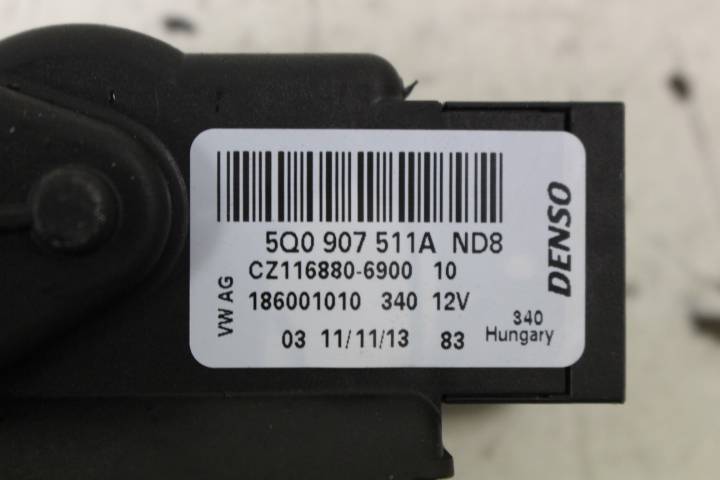 5Q0 907 511A ND8
CZ116880-6900 10
186001010 340 12V
03 11/11/13 83
VW AG
DENSO
340
Hungary